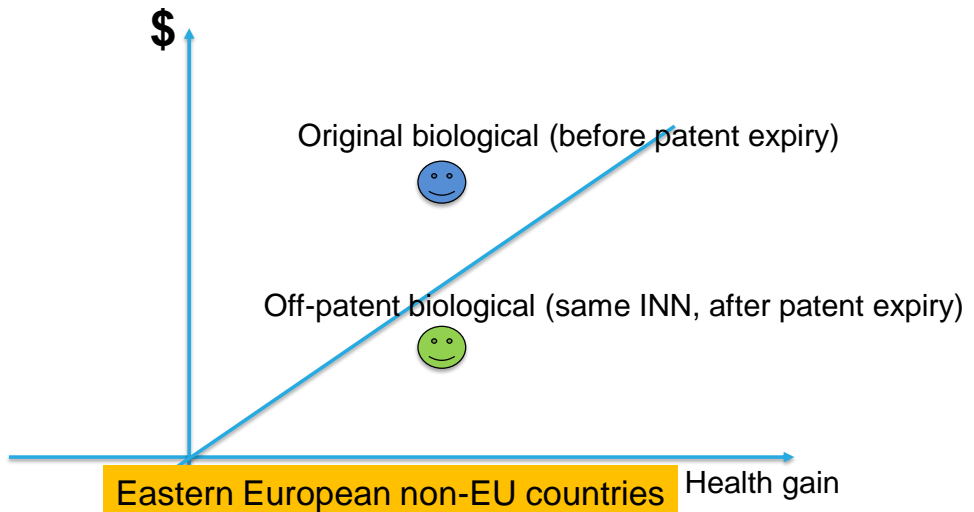 $
Original biological (before patent expiry)
Off-patent biological (same INN, after patent expiry)
Health gain
Eastern European non-EU countries